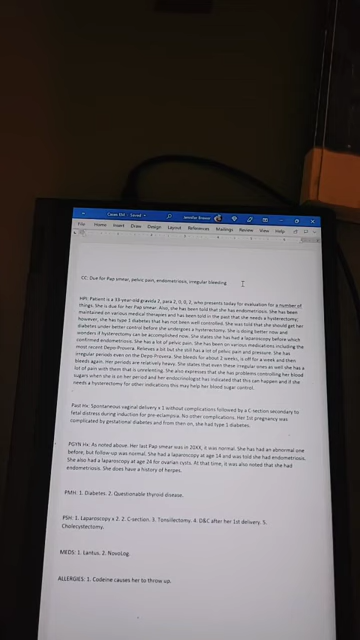 Cases 554 - Saved
Jennifer Brewer
File Home Insert Draw Design Layout References Mailings Review View Help
CC: Due for Pap smear, pelvic pain, endometriosis, irregular bleeding
HPI: Patient is a 33-year-old gravida 2, para 2, 0, 0, 2, who presents today for evaluation for a number of
things. She is due for her Pap smear. Also, she has been told that she has endometriosis. She has been
maintained on various medical therapies and has been told in the past that she needs a hysterectomy;
however, she has type 1 diabetes that has not been well controlled. She was told that she should get her
diabetes under better control before she undergoes a hysterectomy. She is doing better now and
wonders if hysterectomy can be accomplished now. She states she had a laparoscopy before which
confirmed endometriosis. She has a lot of pelvic pain. She has been on various medications including the
most recent Depo-Provera. Relieves a bit but she still has a lot of pelvic pain and pressure. She has
irregular periods even on the Depo-Provera. She bleeds for about 2 weeks, is off for a week and then
bleeds again. Her periods are relatively heavy. She states that even these irregular ones as well she has a
lot of pain with them that is unrelenting. She also expresses that she has problems controlling her blood
sugars when she is on her period and her endocrinologist has indicated that this can happen and if she
needs a hysterectomy for other indications this may help her blood sugar control.
Past Hx: Spontaneous vaginal delivery x 1 without complications followed by a C-section secondary to
fetal distress during induction for pre-eclampsia. No other complications. Her 1st pregnancy was
complicated by gestational diabetes and from then on, she had type 1 diabetes.
PGYN Hx: As noted above. Her last Pap smear was in 20XX, it was normal. She has had an abnormal one
before, but follow-up was normal. She had a laparoscopy at age 14 and was told she had endometriosis.
She also had a laparoscopy at age 24 for ovarian cysts. At that time, it was also noted that she had
endometriosis. She does have a history of herpes.
PMH: 1. Diabetes. 2. Questionable thyroid disease.
PSH: 1. Laparoscopy x 2. 2. C-section. 3. Tonsillectomy. 4. D&C after her 1st delivery. 5.
Cholecystectomy.
MEDS: 1. Lantus. 2. NovoLog.
ALLERGIES: 1. Codeine causes her to throw up.